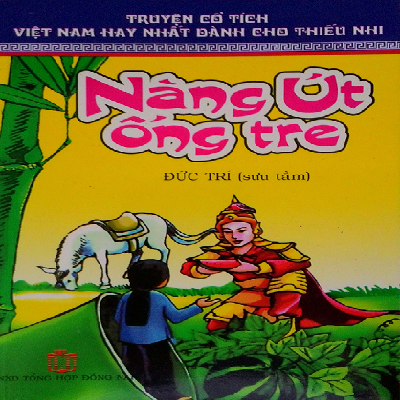 TRUYỆN CỔ TÍCH
VIỆT NAM HAY NHẤT DÀNH CHO THIẾU NHI
Nàng Út
ống tre
ĐỨC TRÍ (sưu tầm)
NXB TỔNG HỢP ĐỒNG NAI